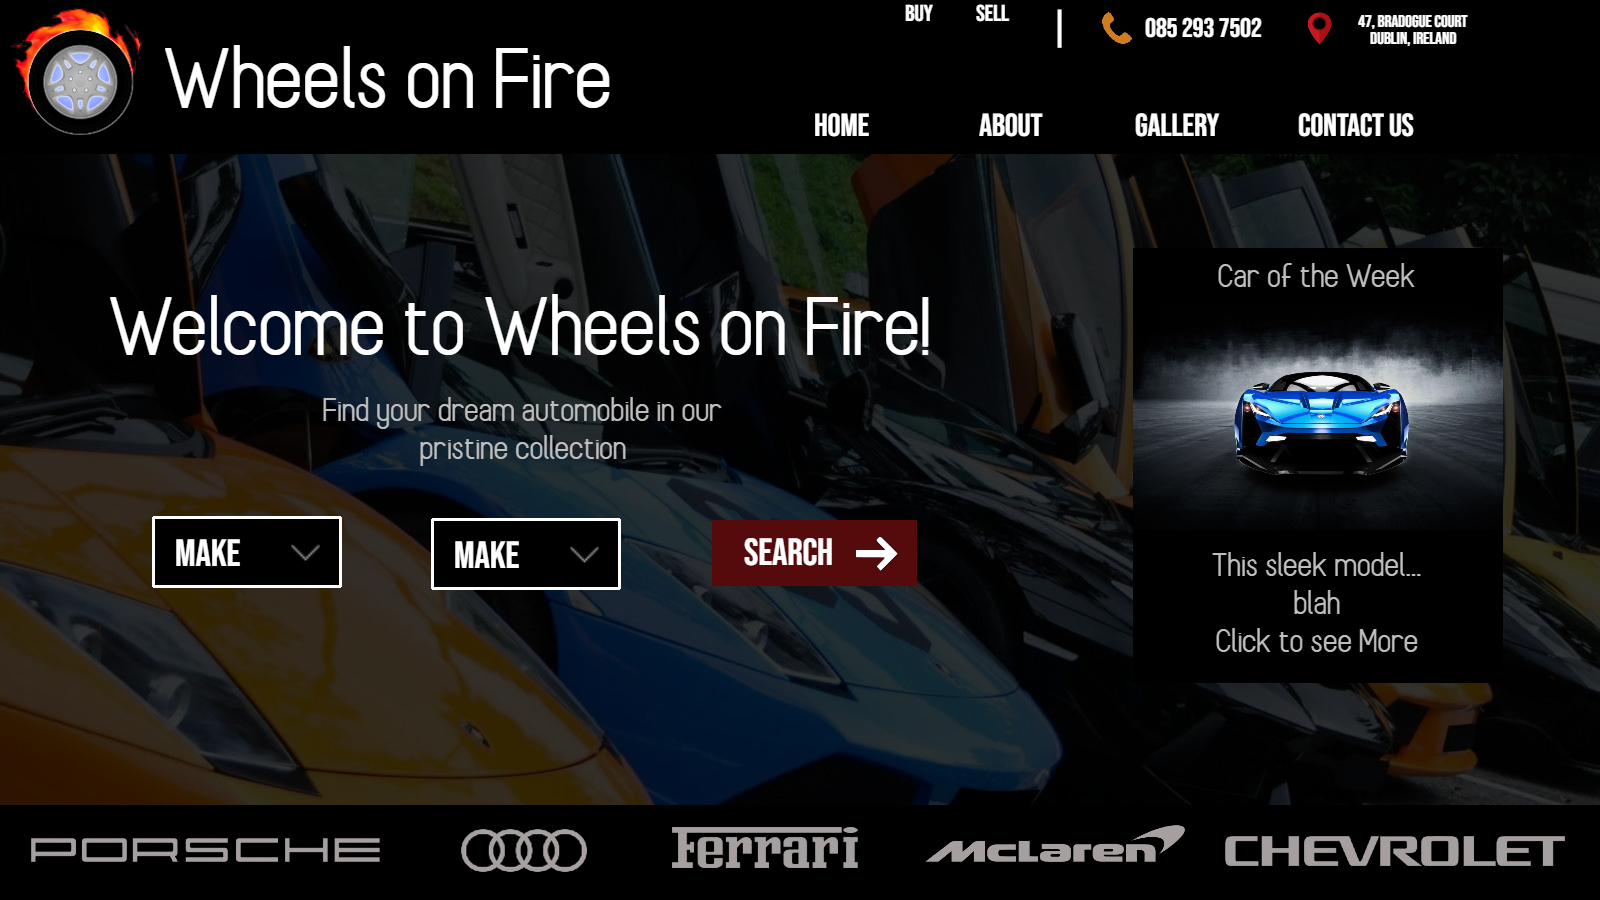 BUY SELL
085 293 7502
47, BRADOGUE COURT
DUBLIN, IRELAND
Wheels on Fire
HOME ABOUT GALLERY CONTACT US
Welcome to Wheels on Fire!
Find your dream automobile in our
pristine collection
MAKE MAKE SEARCH
Car of the Week
This sleek model...
blah
Click to see More
PORSCHE Ferrari McLaren CHEVROLET